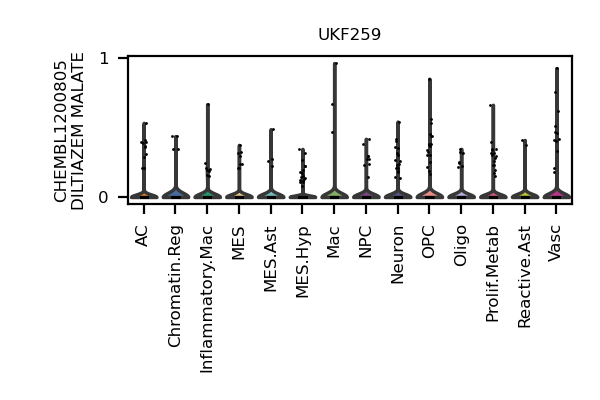 UKF259
CHEMBL1200805
DILTIAZEM MALATE
1
0
AC
Chromatin.Reg
Inflammatory.Mac
MES
MES.Ast
MES.Hyp
Mac
NPC
Neuron
OPC
Oligo
Prolif.Metab
Reactive.Ast
Vasc